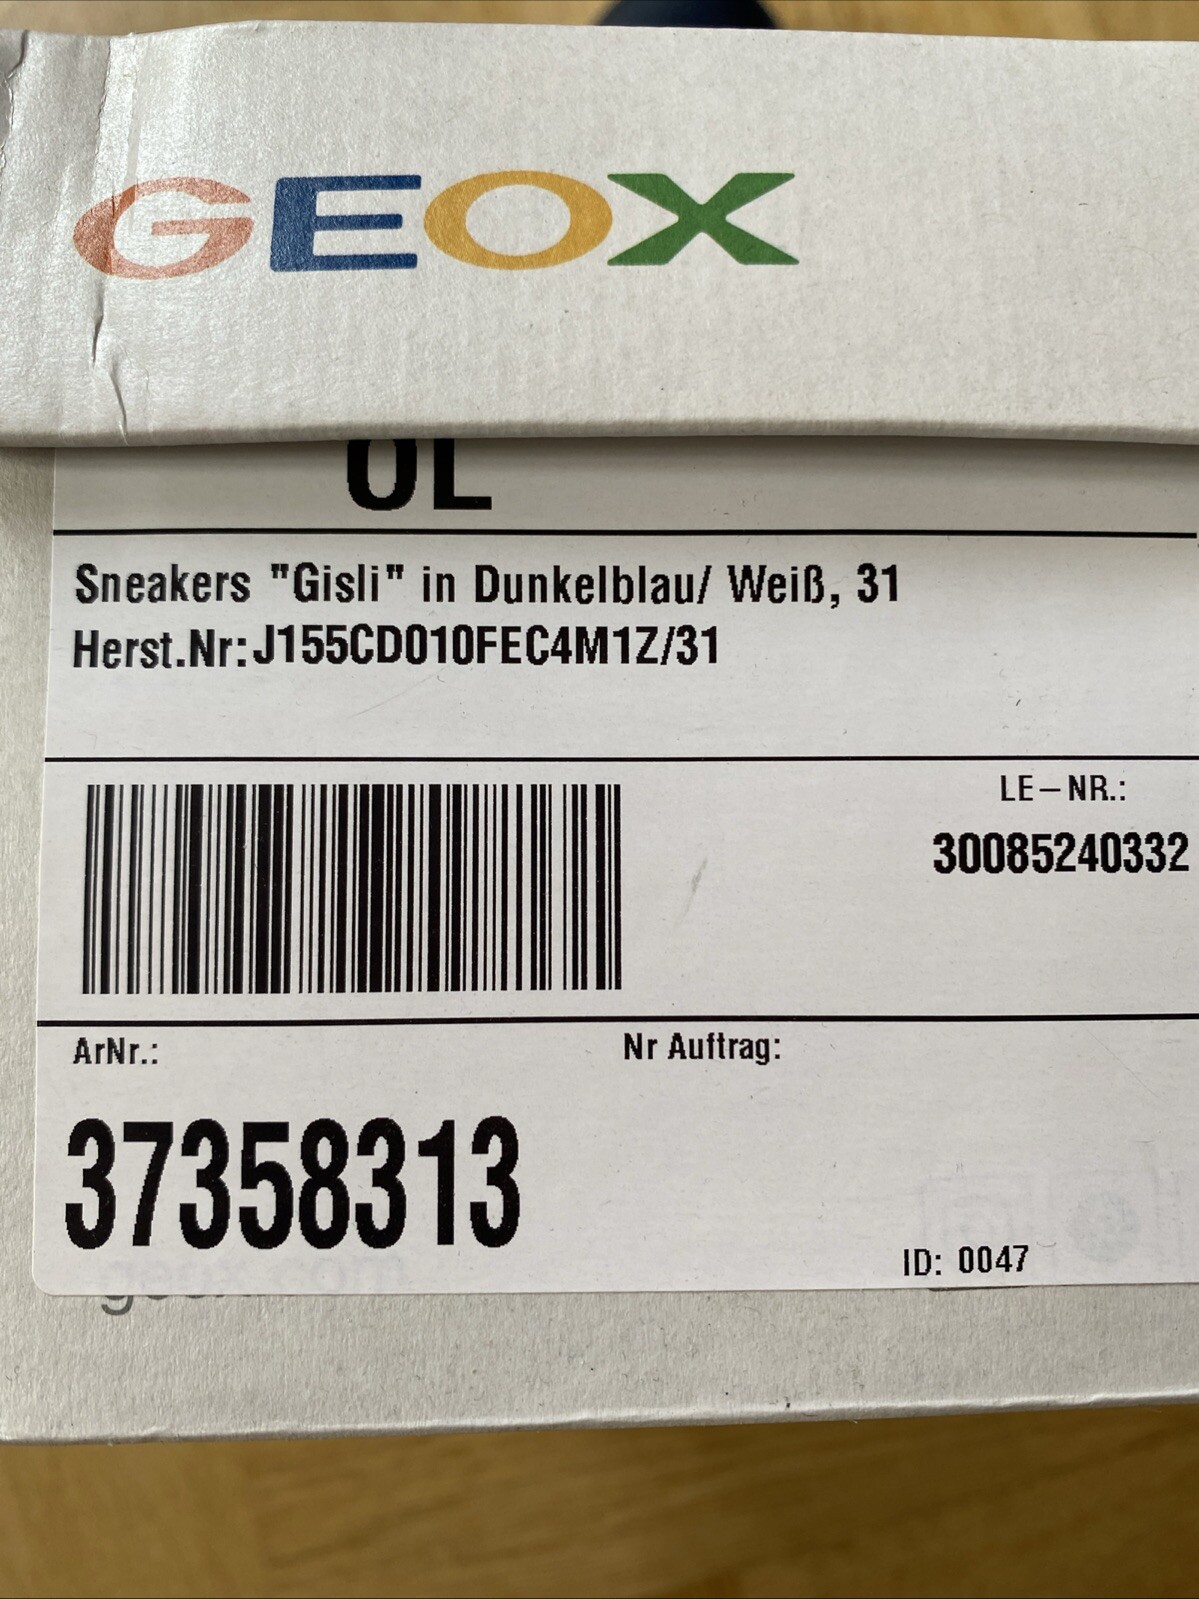 GEOX
OL
Sneakers "Gisli" in Dunkelblau/ Weiß, 31
Herst.Nr:J155CD010FEC4M1Z/31
LE-NR.:
30085240332
ArNr.:
Nr Auftrag:
37358313
ID: 0047